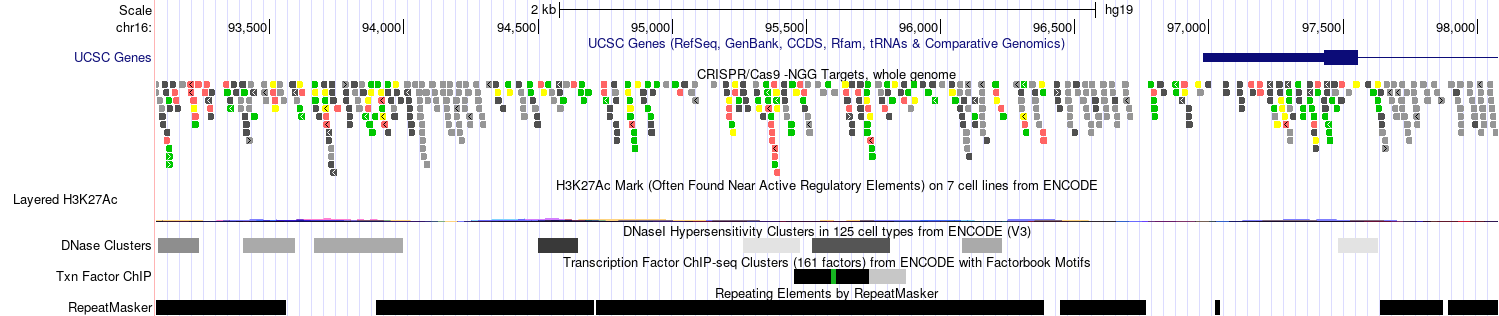 Scale 2 kb hg19
chr16: 93,500 94,000 94,500 95,000 95,500 96,000 96,500 97,000 97,500 98,000
UCSC Genes (RefSeq, GenBank, CCDS, Rfam, tRNAs & Comparative Genomics)
UCSC Genes
CRISPR/Cas9 -NGG Targets, whole genome
H3K27Ac Mark (Often Found Near Active Regulatory Elements) on 7 cell lines from ENCODE
Layered H3K27Ac
DNaseI Hypersensitivity Clusters in 125 cell types from ENCODE (V3)
DNase Clusters
Transcription Factor ChIP-seq Clusters (161 factors) from ENCODE with Factorbook Motifs
Txn Factor ChIP
Repeating Elements by RepeatMasker
RepeatMasker